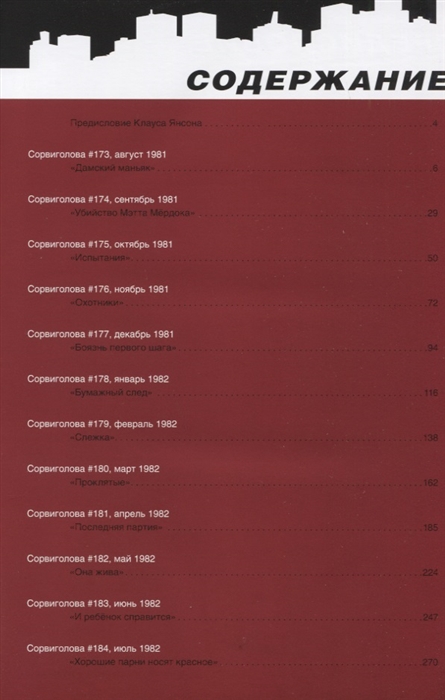 СОДЕРЖАНИЕ
Предисловие Клауса Янсона 4
Сорвиголова #173, август 1981
«Дамский маньяк» 6
Сорвиголова #174, сентябрь 1981
«Убийство Мэтта Мёрдока» 29
Сорвиголова #175, октябрь 1981
«Испытания» 50
Сорвиголова #176, ноябрь 1981
«Охотники» 72
Сорвиголова #177, декабрь 1981
«Боязнь первого шага» 94
Сорвиголова #178, январь 1982
«Бумажный след» 116
Сорвиголова #179, февраль 1982
«Слежка» 138
Сорвиголова #180, март 1982
«Проклятые» 162
Сорвиголова #181, апрель 1982
«Последняя партия» 185
Сорвиголова #182, май 1982
«Она жива» 224
Сорвиголова #183, июнь 1982
«И ребёнок справится» 247
Сорвиголова #184, июль 1982
«Хорошие парни носят красное» 270